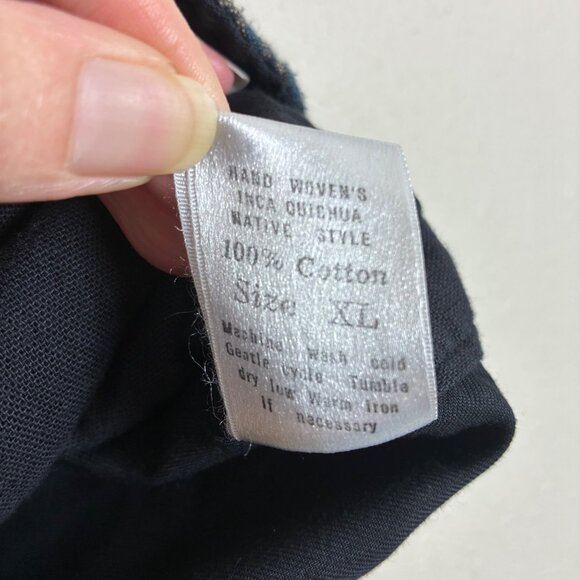 HAND WOVEN'S
INCA QUICHUA
NATIVE STYLE
100% Cotton
Size XL
Machine wash cold
Gentle cycle Tumble
dry low Warm iron
if necessary